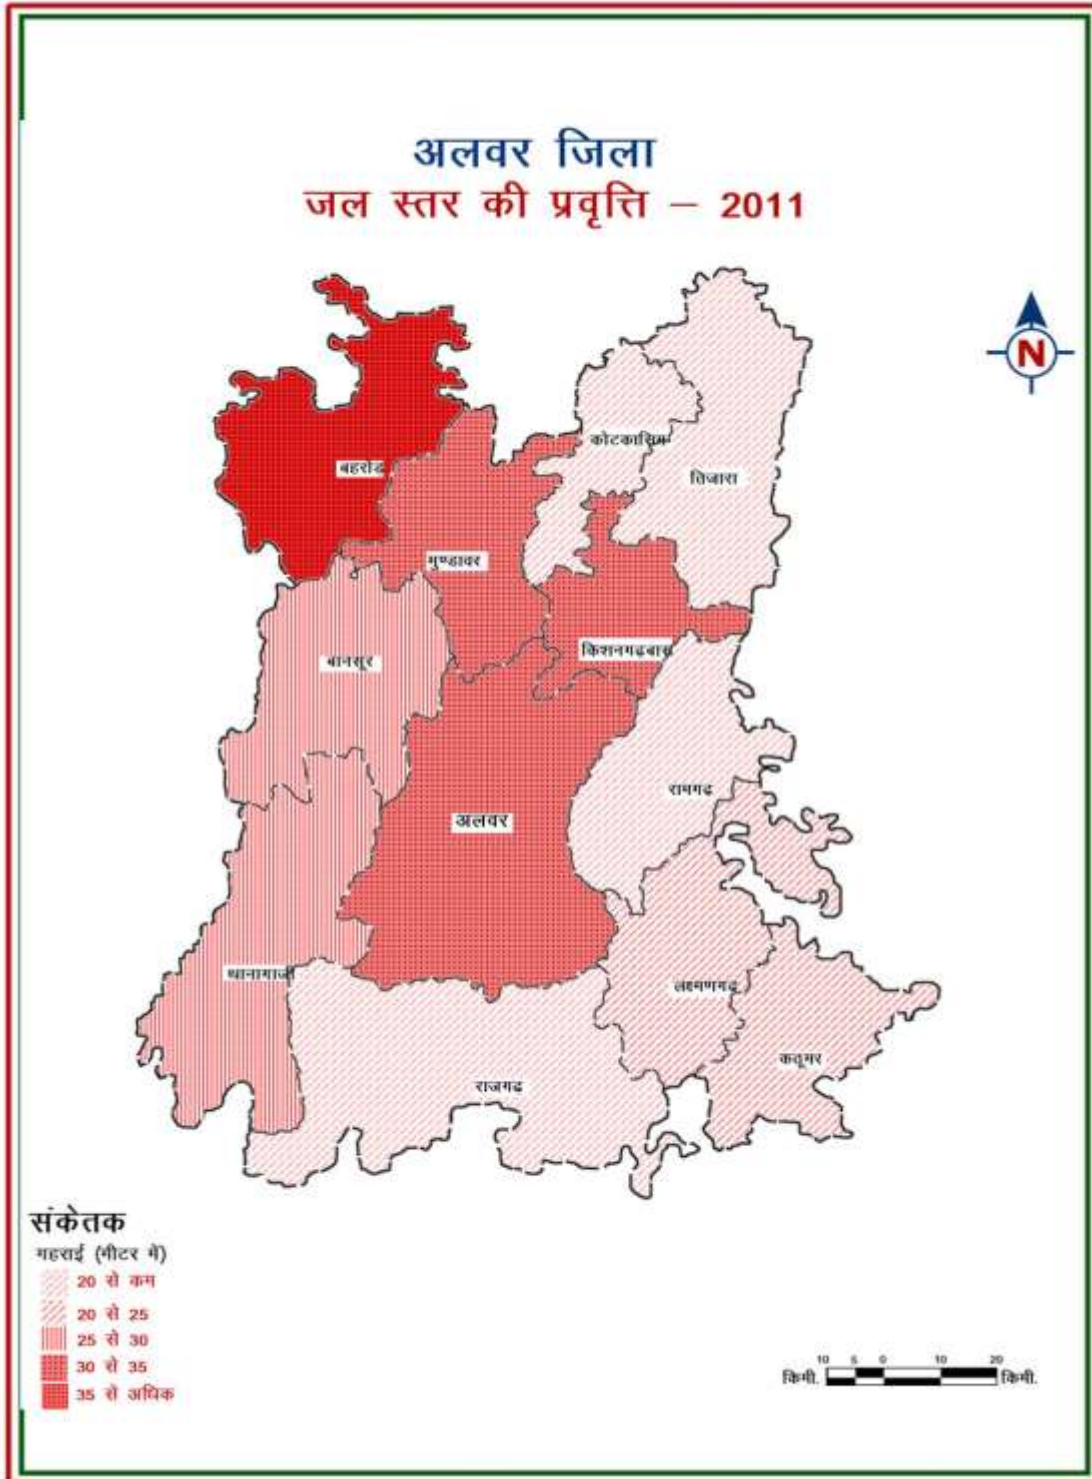 अलवर जिला
जल स्तर की प्रवृत्ति – 2011
N
कोटकासिम
बहरोड
तिजारा
मुण्डावर
किशनगढ़बास
बानसूर
रामगढ़
अलवर
थानागाजी
लक्ष्मणगढ़
कठूमर
राजगढ़
संकेतक
गहराई (मीटर में)
20 से कम
20 से 25
25 से 30
30 से 35
35 से अधिक
10 5 0 10 20
किमी. किमी.